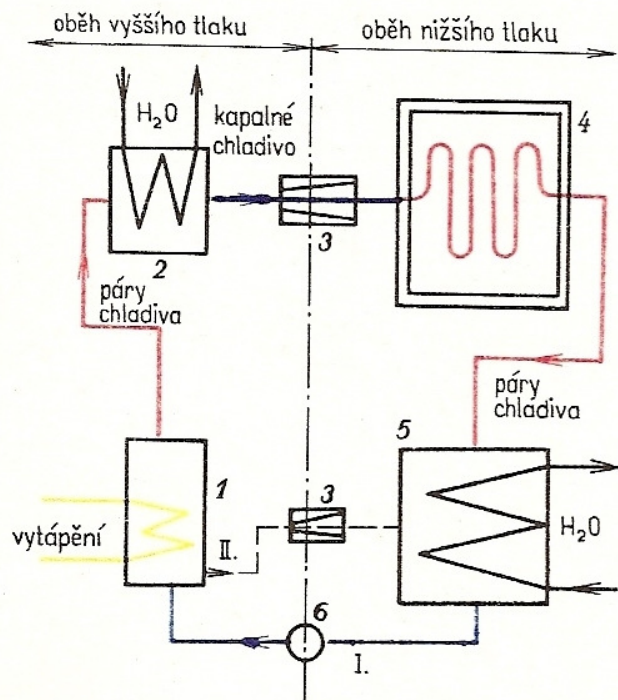 oběh vyššího tlaku
oběh nižšího tlaku
H₂O
kapalné
chladivo
4
3
2
páry
chladiva
páry
chladiva
5
1
3
vytápění
II.
H₂O
6
I.